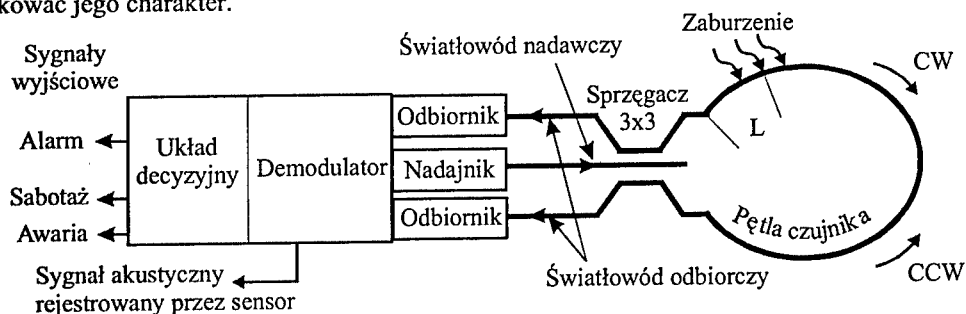 kować jego charakter.
Sygnały
wyjściowe
Alarm
Sabotaż
Awaria
Układ
decyzyjny
Demodulator
Odbiornik
Nadajnik
Odbiornik
Sygnał akustyczny
rejestrowany przez sensor
Światłowód nadawczy
Sprzęgacz
3x3
Światłowód odbiorczy
Zaburzenie
L
CW
Pętla czujnika
CCW